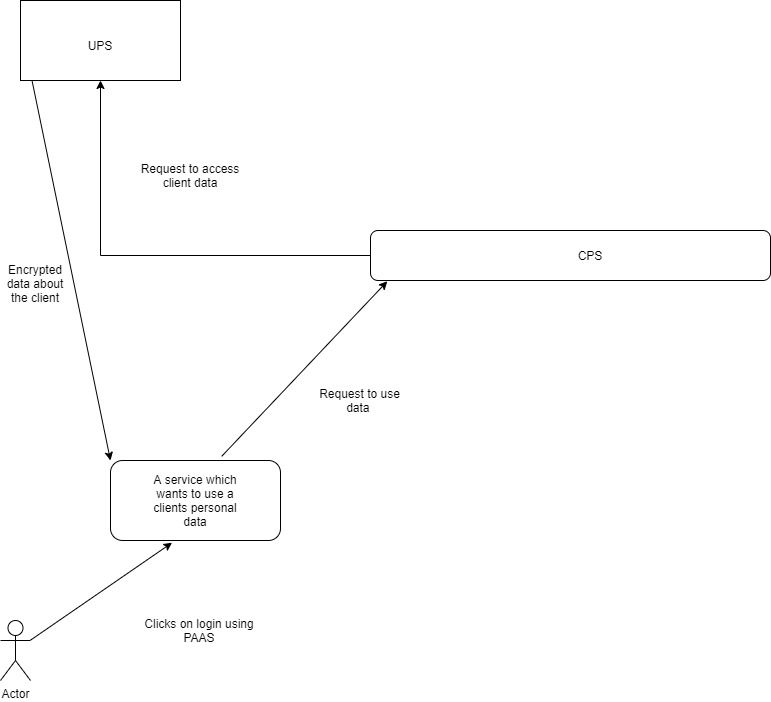 UPS
Request to access
client data
CPS
Encrypted
data about
the client
Request to use
data
A service which
wants to use a
clients personal
data
Clicks on login using
PAAS
Actor